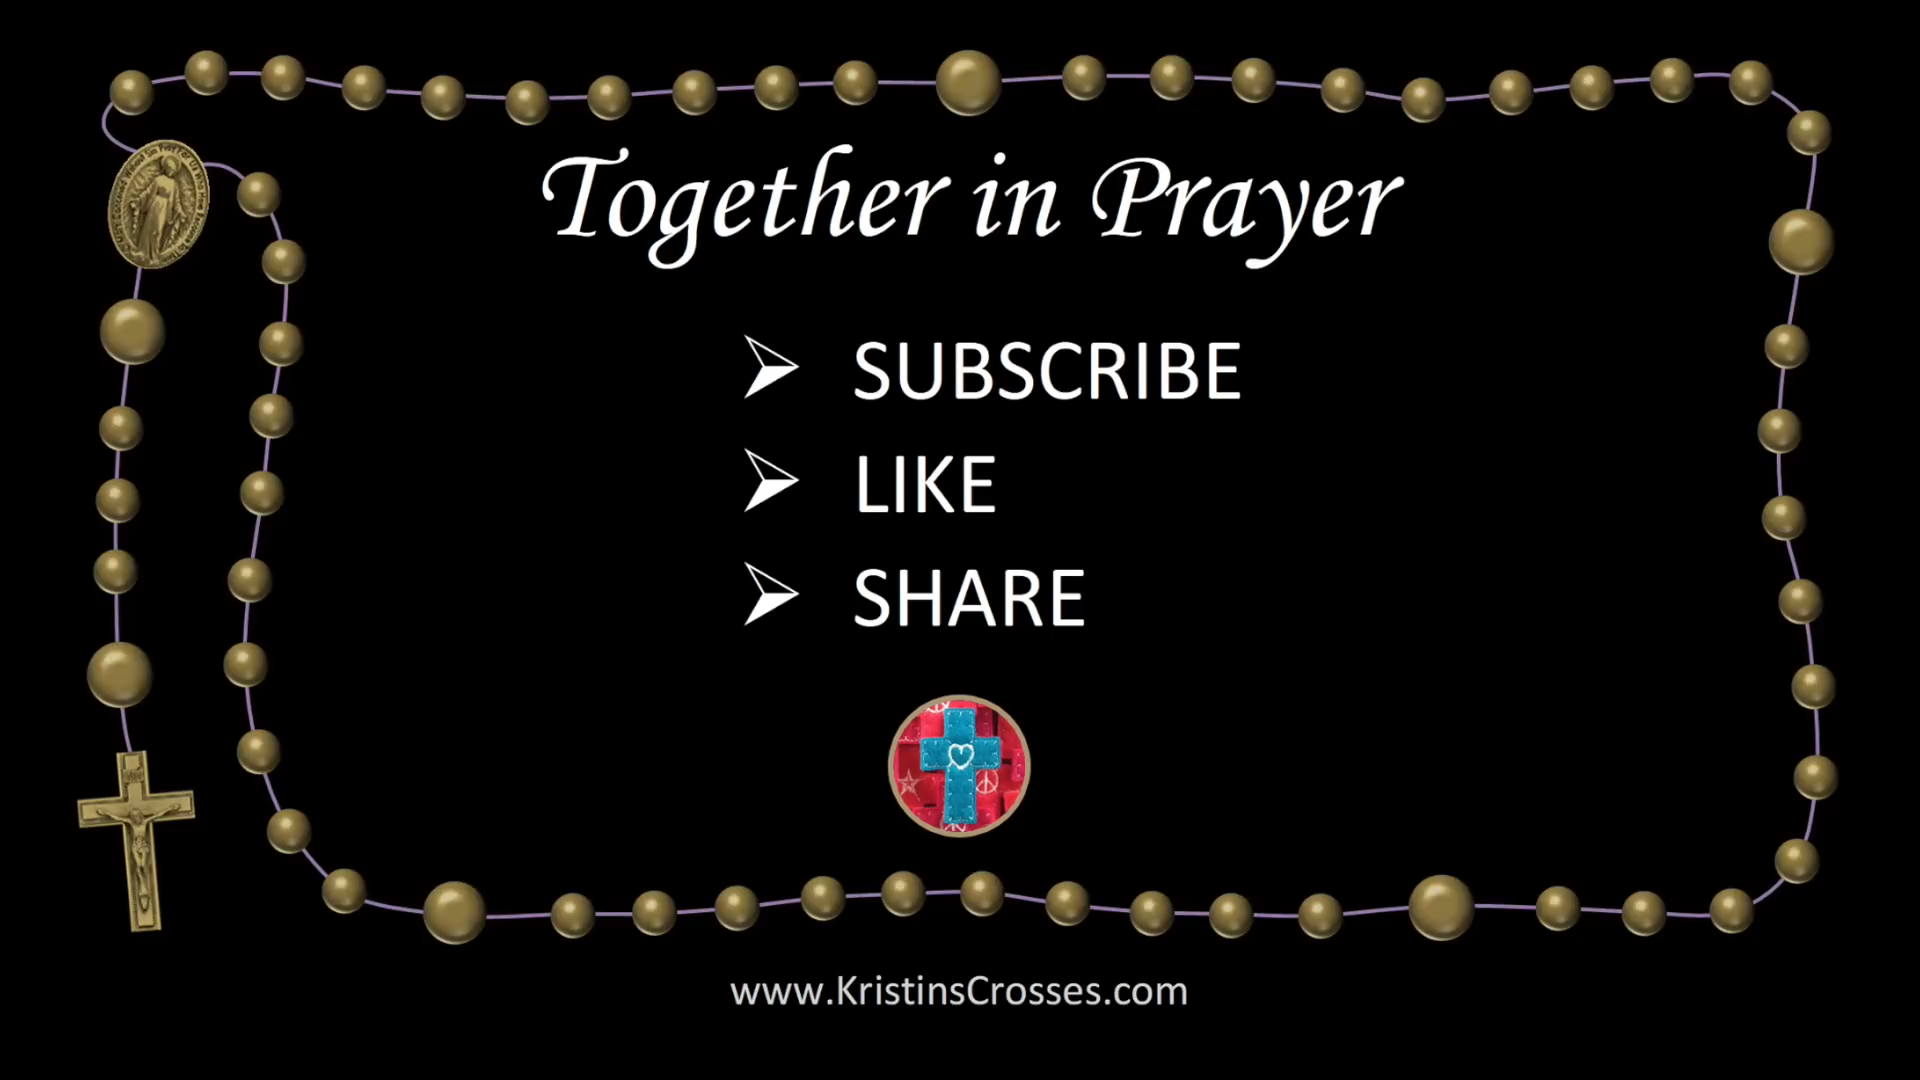 Together in Prayer
SUBSCRIBE
LIKE
SHARE
www.KristinsCrosses.com